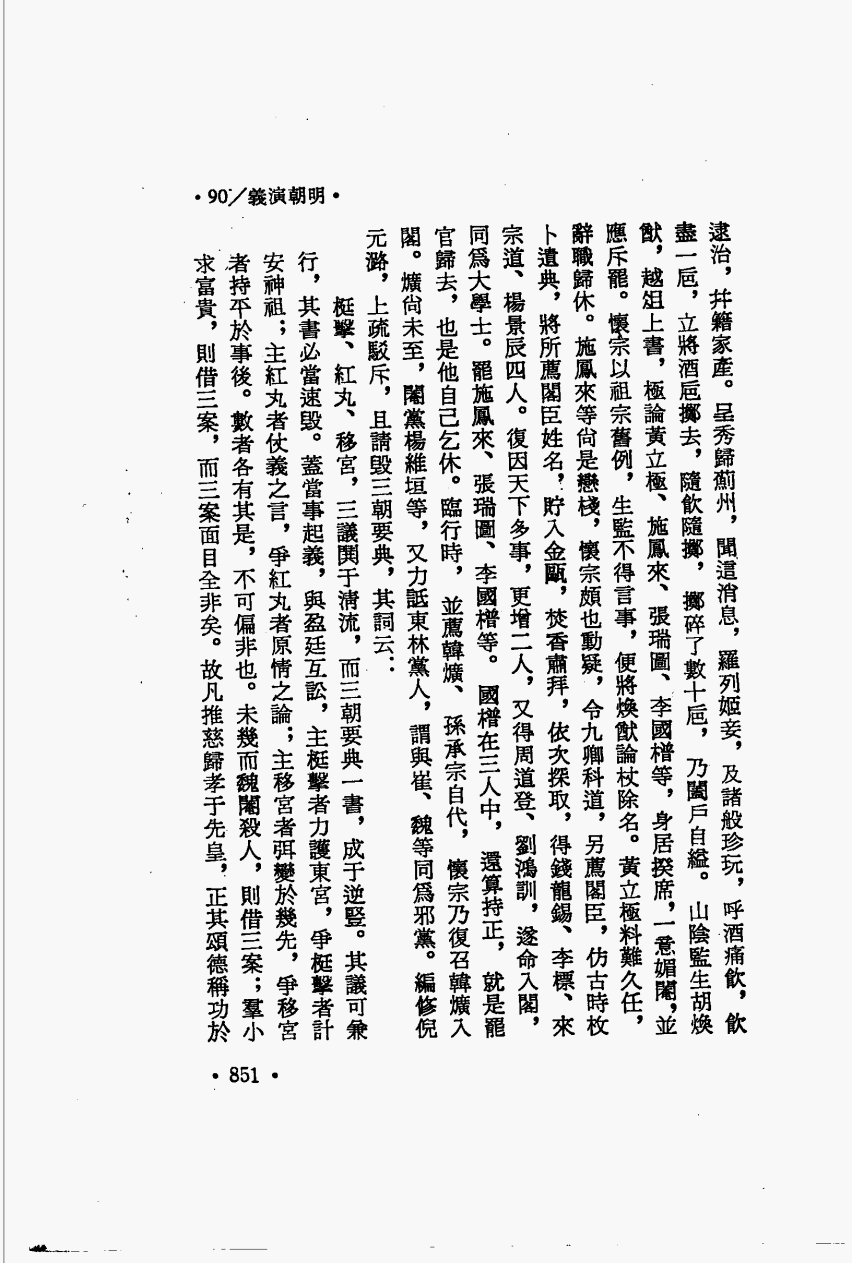 •90／義演朝明•
逮治，幷籍家產。呈秀歸薊州，聞這消息，羅列姬妾，及諸般珍玩，呼酒痛飲，飲
盡一巵，立將酒巵擲去，隨飲隨擲，擲碎了數十巵，乃闔戶自縊。山陰監生胡煥
猷，越俎上書，極論黃立極、施鳳來、張瑞圖、李國𣚴等，身居揆席，一意媚閹，並
應斥罷。懷宗以祖宗舊例，生監不得言事，便將煥猷論杖除名。黃立極料難久任，
辭職歸休。施鳳來等尙是戀棧，懷宗頗也動疑，令九卿科道，另薦閣臣，仿古時枚
卜遺典，將所薦閣臣姓名，貯入金甌，焚香肅拜，依次探取，得錢龍錫、李標、來
宗道、楊景辰四人。復因天下多事，更增二人，又得周道登、劉鴻訓，遂命入閣，
同爲大學士。罷施鳳來、張瑞圖、李國𣚴等。國𣚴在三人中，還算持正，就是罷
官歸去，也是他自己乞休。臨行時，並薦韓爌、孫承宗自代，懷宗乃復召韓爌入
閣。爌尙未至，閹黨楊維垣等，又力詆東林黨人，謂與崔、魏等同爲邪黨。編修倪
元璐，上疏駁斥，且請毀三朝要典，其詞云：
梃擊、紅丸、移宮，三議鬨于淸流，而三朝要典一書，成于逆豎。其議可兼
行，其書必當速毀。蓋當事起義，與盈廷互訟，主梃擊者力護東宮，爭梃擊者計
安神祖；主紅丸者仗義之言，爭紅丸者原情之論；主移宮者弭變於幾先，爭移宮
者持平於事後。數者各有其是，不可偏非也。未幾而魏閹殺人，則借三案；羣小
求富貴，則借三案，而三案面目全非矣。故凡推慈歸孝于先皇，正其頌德稱功於
•851•